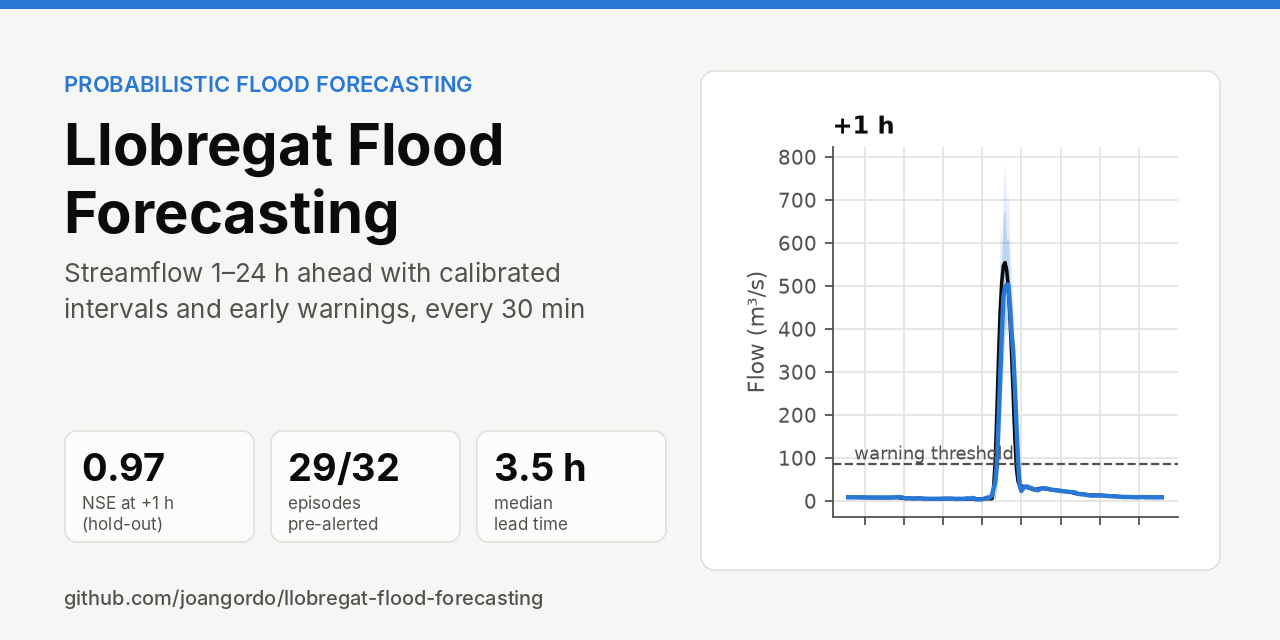 PROBABILISTIC FLOOD FORECASTING
Llobregat Flood
Forecasting
Streamflow 1–24 h ahead with calibrated
intervals and early warnings, every 30 min
0.97
NSE at +1 h
(hold-out)
29/32
episodes
pre-alerted
3.5 h
median
lead time
github.com/joangordo/llobregat-flood-forecasting
+1 h
800
700
600
500
400
300
200
100
0
Flow (m³/s)
warning threshold